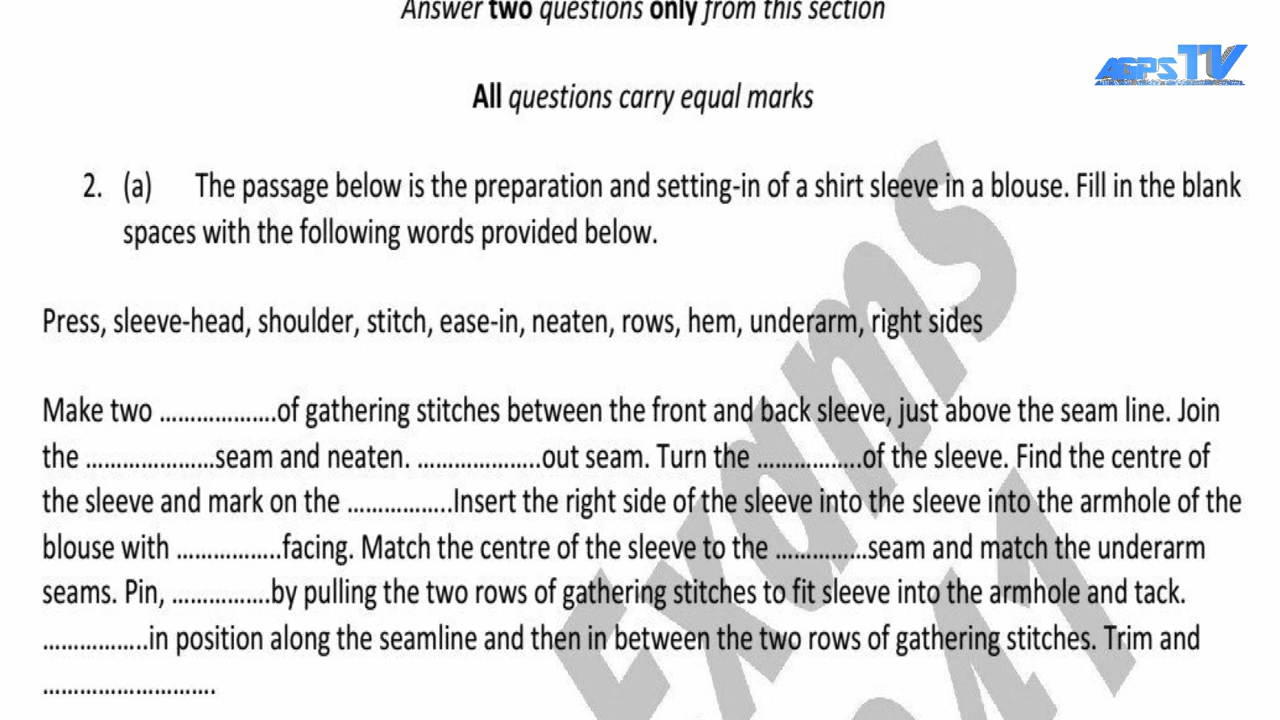 Answer two questions only from this section
AGPSTV
All questions carry equal marks
2. (a) The passage below is the preparation and setting-in of a shirt sleeve in a blouse. Fill in the blank
spaces with the following words provided below.
Press, sleeve-head, shoulder, stitch, ease-in, neaten, rows, hem, underarm, right sides
Make two ……………….of gathering stitches between the front and back sleeve, just above the seam line. Join
the …………………seam and neaten. ………………..out seam. Turn the ……………..of the sleeve. Find the centre of
the sleeve and mark on the ……………..Insert the right side of the sleeve into the sleeve into the armhole of the
blouse with ……………..facing. Match the centre of the sleeve to the ……………seam and match the underarm
seams. Pin, …………….by pulling the two rows of gathering stitches to fit sleeve into the armhole and tack.
……………..in position along the seamline and then in between the two rows of gathering stitches. Trim and
……………………….
Exams